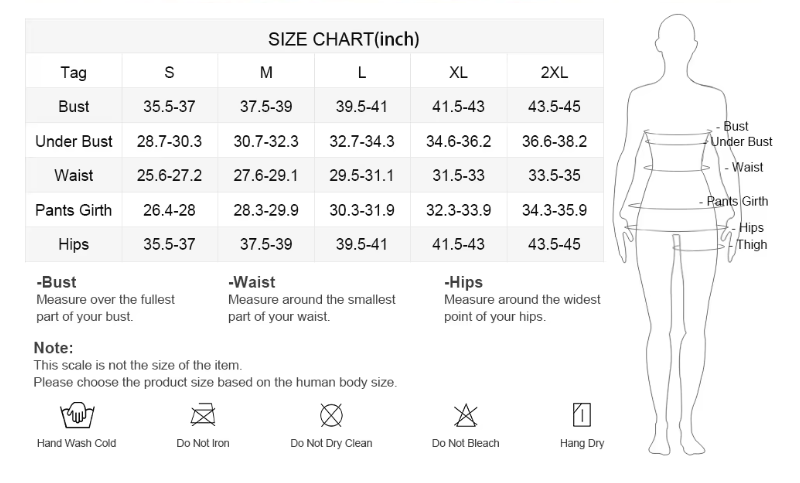 SIZE CHART(inch)
Tag S M L XL 2XL
Bust 35.5-37 37.5-39 39.5-41 41.5-43 43.5-45
Under Bust 28.7-30.3 30.7-32.3 32.7-34.3 34.6-36.2 36.6-38.2
Waist 25.6-27.2 27.6-29.1 29.5-31.1 31.5-33 33.5-35
Pants Girth 26.4-28 28.3-29.9 30.3-31.9 32.3-33.9 34.3-35.9
Hips 35.5-37 37.5-39 39.5-41 41.5-43 43.5-45
- Bust
- Under Bust
- Waist
- Pants Girth
- Hips
- Thigh
-Bust
Measure over the fullest
part of your bust.
-Waist
Measure around the smallest
part of your waist.
-Hips
Measure around the widest
point of your hips.
Note:
This scale is not the size of the item.
Please choose the product size based on the human body size.
Hand Wash Cold
Do Not Iron
Do Not Dry Clean
Do Not Bleach
Hang Dry